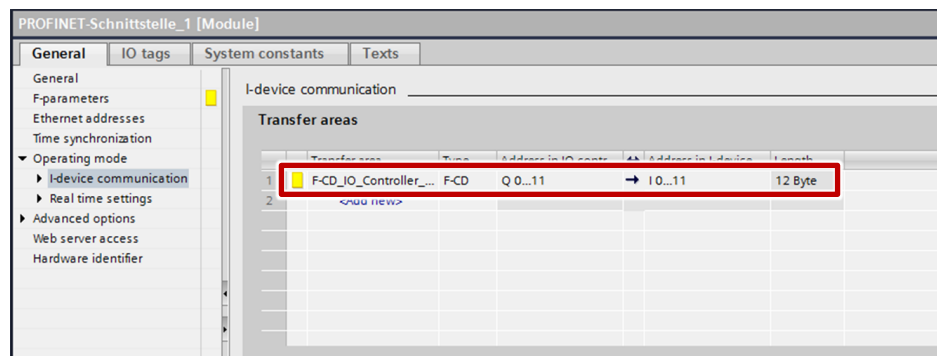 PROFINET-Schnittstelle_1 [Module]
General IO tags System constants Texts
General
F-parameters
Ethernet addresses
Time synchronization
Operating mode
I-device communication
Real time settings
Advanced options
Web server access
Hardware identifier
I-device communication
Transfer areas
Transfer area Type Address in IO contr... Address in I-device Length
1 F-CD_IO_Controller_... F-CD Q 0...11 → I 0...11 12 Byte
2 <Add new>